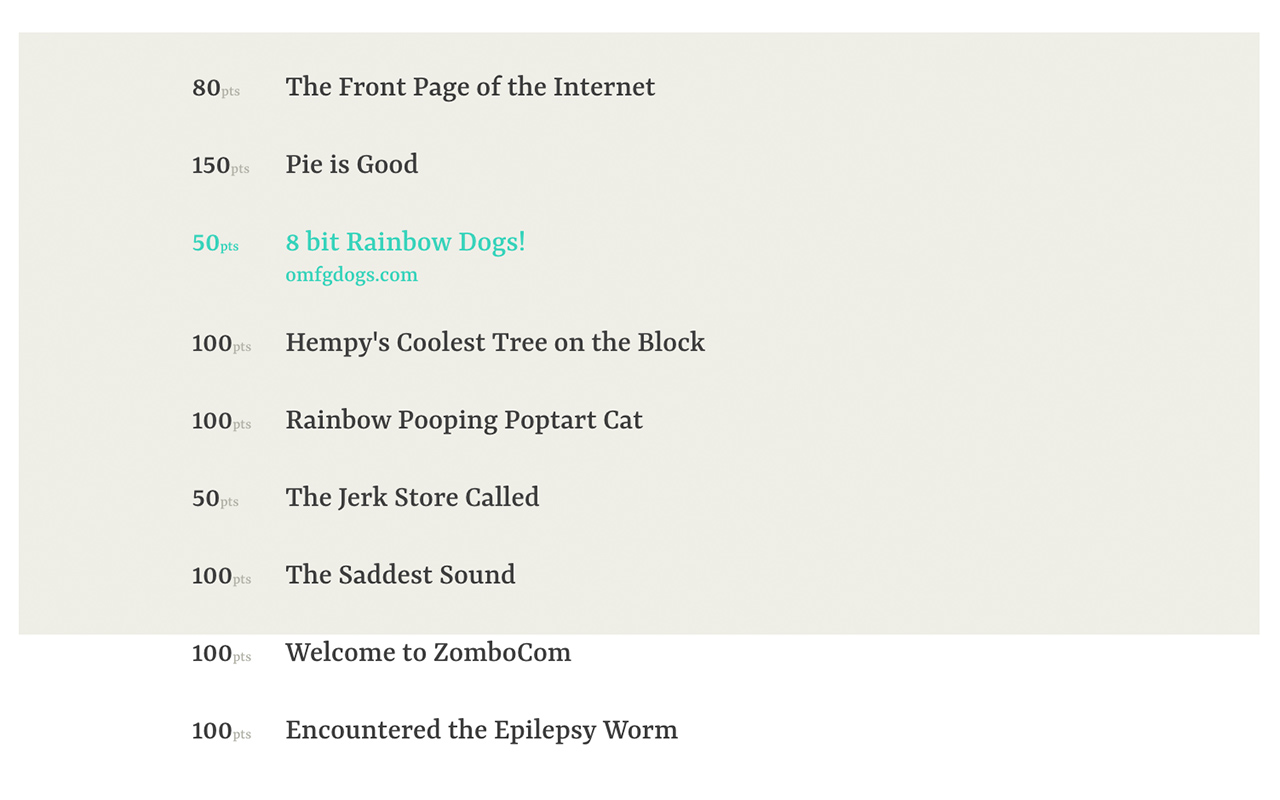 80pts The Front Page of the Internet
150pts Pie is Good
50pts 8 bit Rainbow Dogs!
omfgdogs.com
100pts Hempy's Coolest Tree on the Block
100pts Rainbow Pooping Poptart Cat
50pts The Jerk Store Called
100pts The Saddest Sound
100pts Welcome to ZomboCom
100pts Encountered the Epilepsy Worm